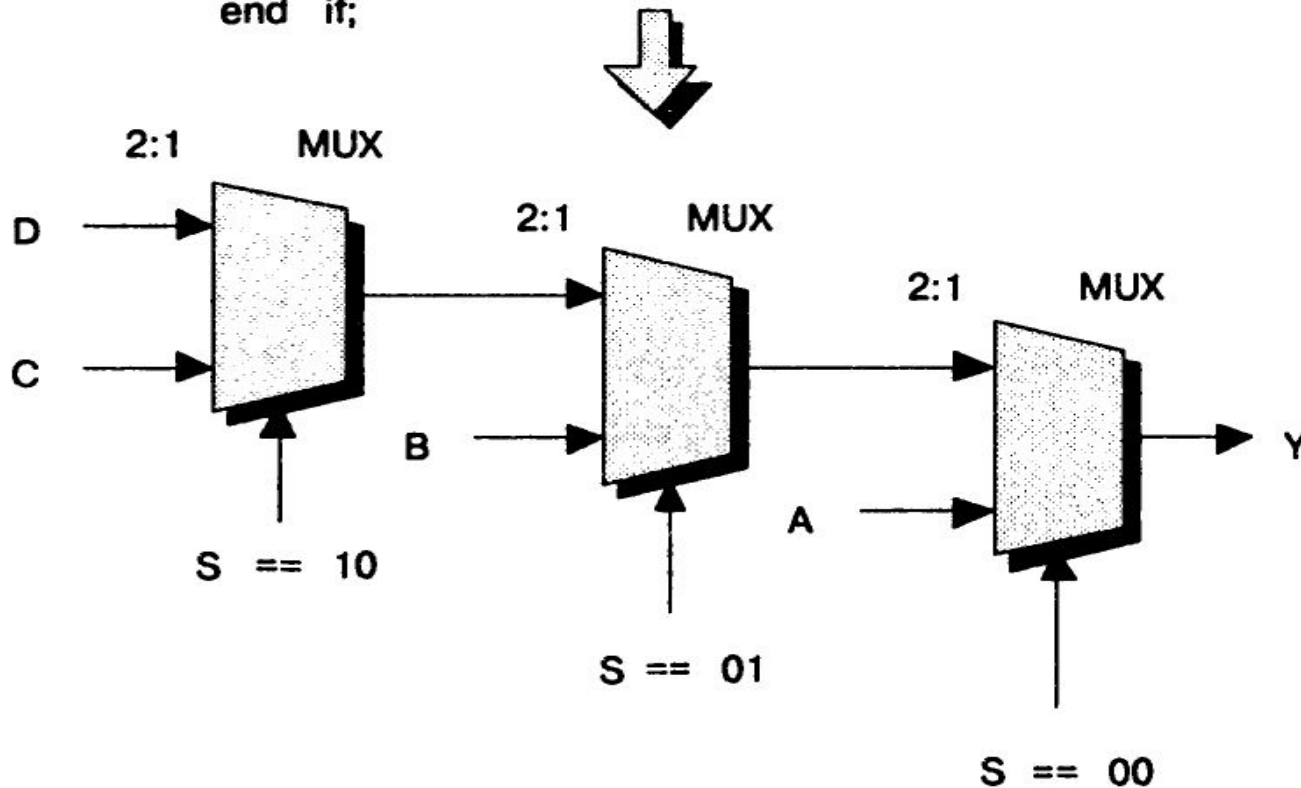 end if;
2:1 MUX
D
2:1 MUX
2:1 MUX
C
B
Y
A
S == 10
S == 01
S == 00